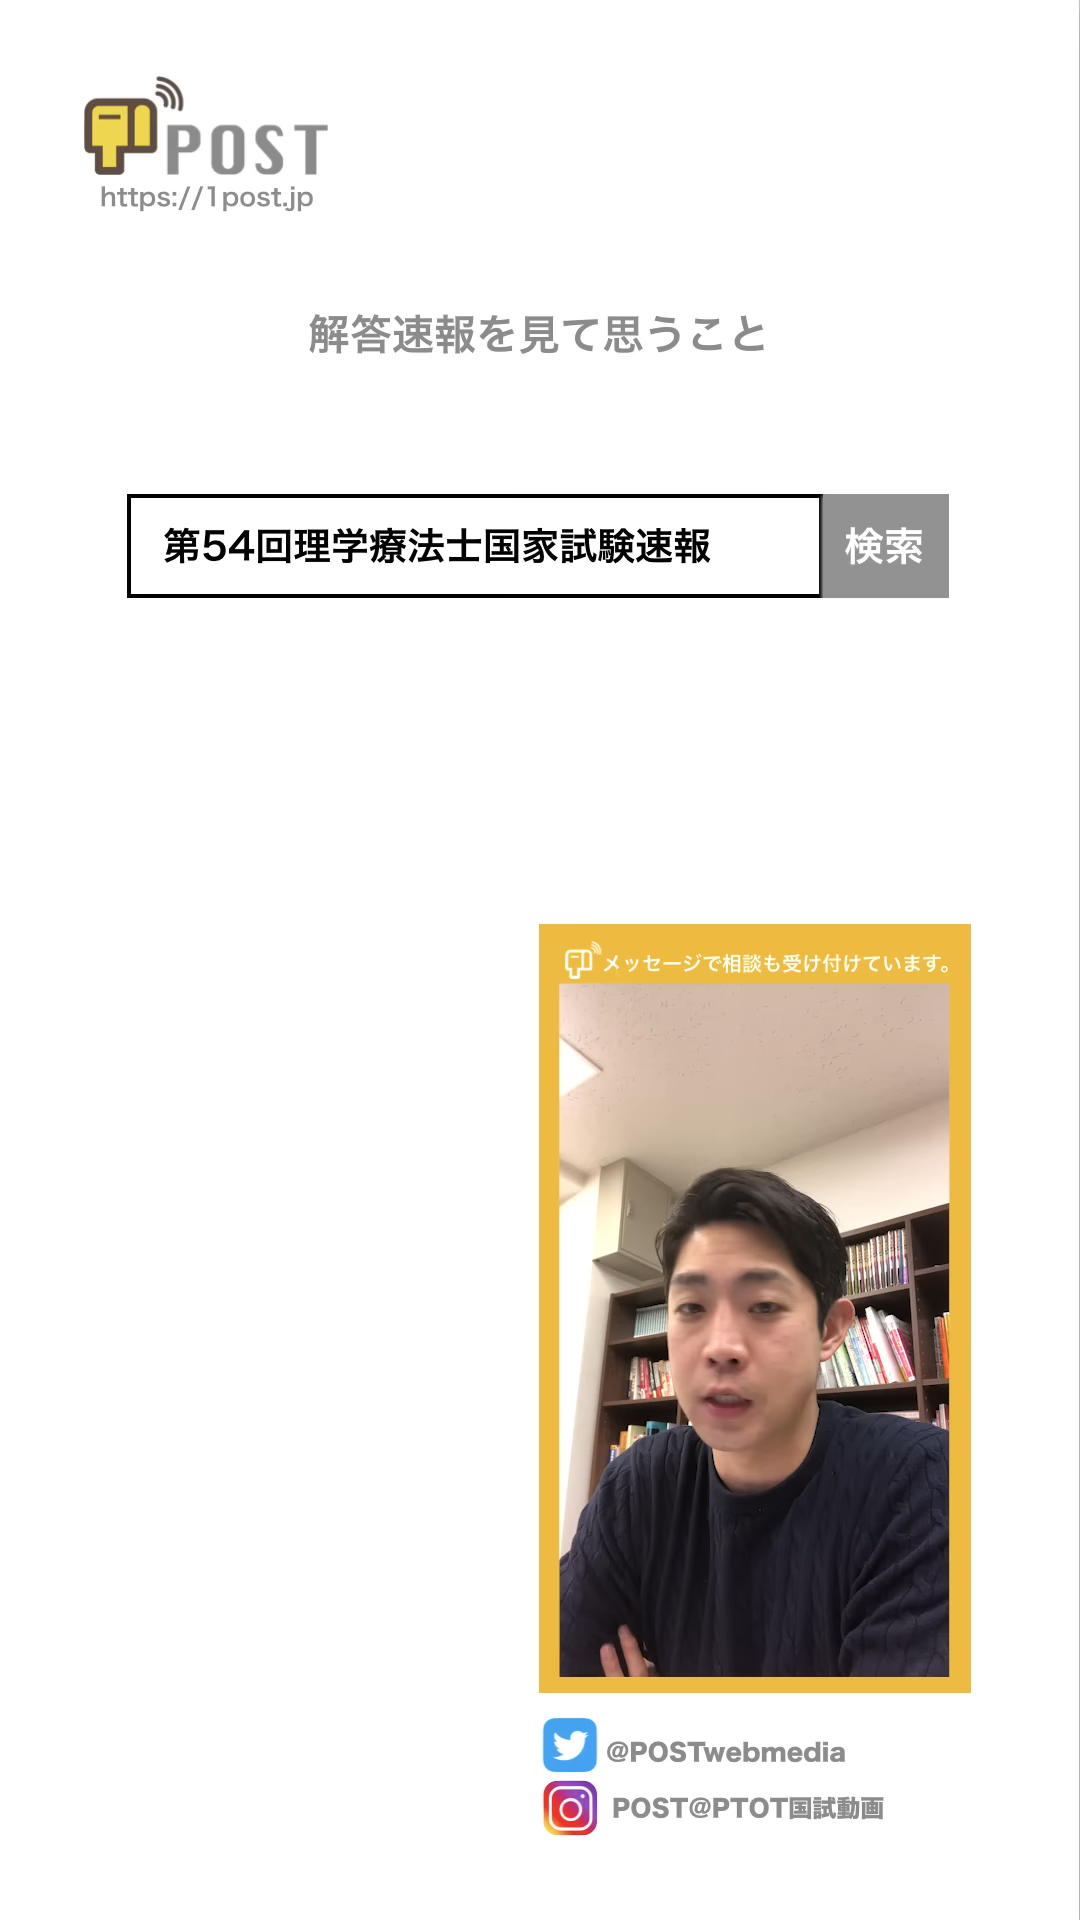 POST
https://1post.jp
解答速報を見て思うこと
第54回理学療法士国家試験速報
検索
メッセージで相談も受け付けています。
@POSTwebmedia
POST@PTOT国試動画